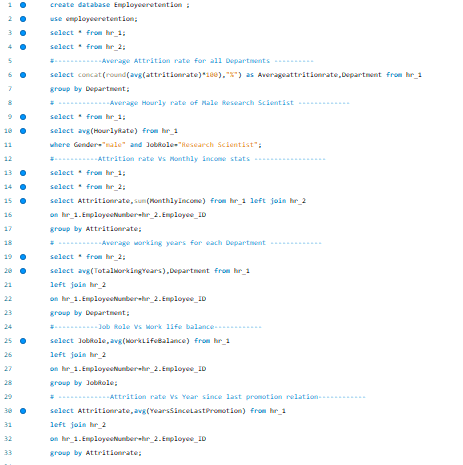 1 create database Employeeretention ;
2 use employeeretention;
3 select * from hr_1;
4 select * from hr_2;
5 #------------Average Attrition rate for all Departments ----------
6 select concat(round(avg(attritionrate)*100),"%") as Averageattritionrate,Department from hr_1
7 group by Department;
8 # ------------Average Hourly rate of Male Research Scientist -------------
9 select * from hr_1;
10 select avg(HourlyRate) from hr_1
11 where Gender="male" and JobRole="Research Scientist";
12 #----------Attrition rate Vs Monthly income stats ------------------
13 select * from hr_1;
14 select * from hr_2;
15 select Attritionrate,sum(MonthlyIncome) from hr_1 left join hr_2
16 on hr_1.EmployeeNumber=hr_2.Employee_ID
17 group by Attritionrate;
18 # -----------Average working years for each Department -------------
19 select * from hr_2;
20 select avg(TotalWorkingYears),Department from hr_1
21 left join hr_2
22 on hr_1.EmployeeNumber=hr_2.Employee_ID
23 group by Department;
24 #-----------Job Role Vs Work life balance------------
25 select JobRole,avg(WorkLifeBalance) from hr_1
26 left join hr_2
27 on hr_1.EmployeeNumber=hr_2.Employee_ID
28 group by JobRole;
29 # -------------Attrition rate Vs Year since last promotion relation------------
30 select Attritionrate,avg(YearsSinceLastPromotion) from hr_1
31 left join hr_2
32 on hr_1.EmployeeNumber=hr_2.Employee_ID
33 group by Attritionrate;